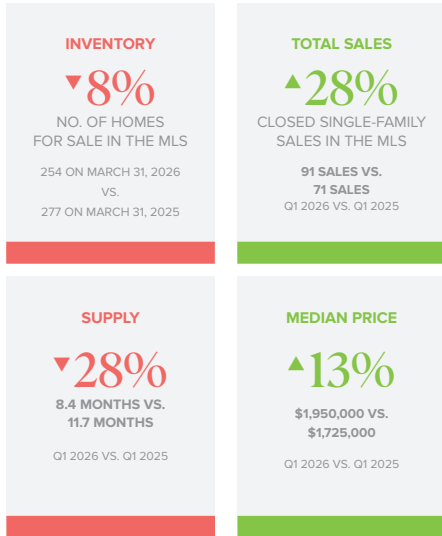 INVENTORY
▼8%
NO. OF HOMES
FOR SALE IN THE MLS
254 ON MARCH 31, 2026
VS.
277 ON MARCH 31, 2025
TOTAL SALES
▲28%
CLOSED SINGLE-FAMILY
SALES IN THE MLS
91 SALES VS.
71 SALES
Q1 2026 VS. Q1 2025
SUPPLY
▼28%
8.4 MONTHS VS.
11.7 MONTHS
Q1 2026 VS. Q1 2025
MEDIAN PRICE
▲13%
$1,950,000 VS.
$1,725,000
Q1 2026 VS. Q1 2025